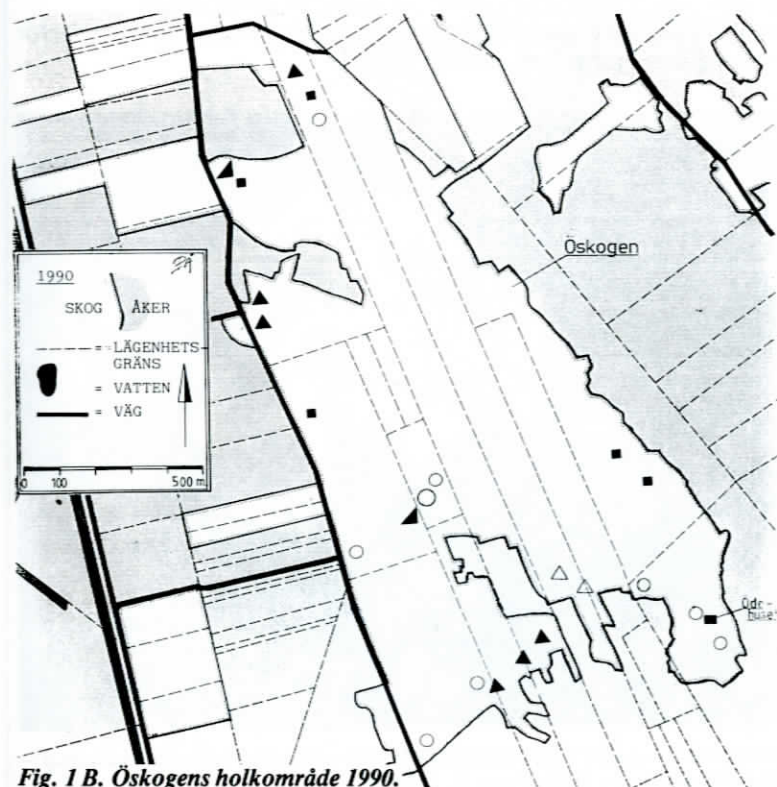 Öskogen
1990
SKOG ÅKER
= LÄGENHETS
GRÄNS
= VATTEN
= VÄG
0 100 500 m
Fig. 1 B. Öskogens holkområde 1990.